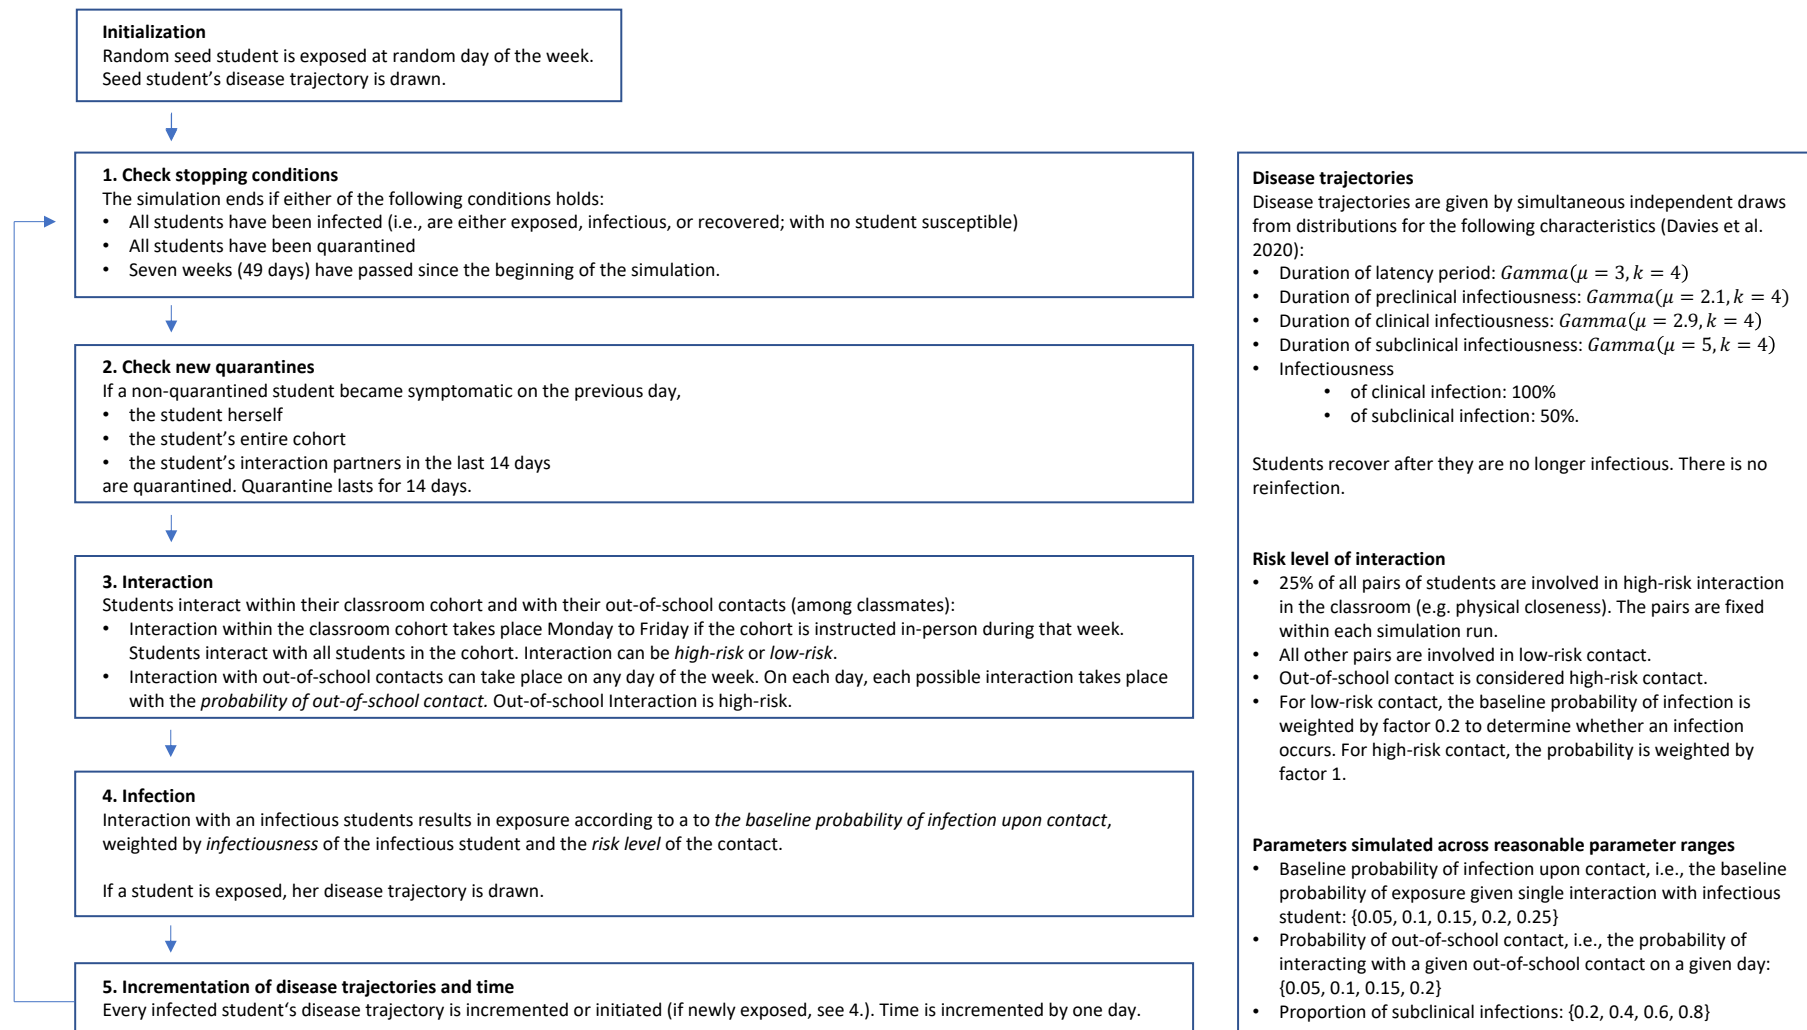 Initialization
Random seed student is exposed at random day of the week.
Seed student’s disease trajectory is drawn.
1. Check stopping conditions
The simulation ends if either of the following conditions holds:
• All students have been infected (i.e., are either exposed, infectious, or recovered; with no student susceptible)
• All students have been quarantined
• Seven weeks (49 days) have passed since the beginning of the simulation.
2. Check new quarantines
If a non-quarantined student became symptomatic on the previous day,
• the student herself
• the student’s entire cohort
• the student’s interaction partners in the last 14 days
are quarantined. Quarantine lasts for 14 days.
3. Interaction
Students interact within their classroom cohort and with their out-of-school contacts (among classmates):
• Interaction within the classroom cohort takes place Monday to Friday if the cohort is instructed in-person during that week.
Students interact with all students in the cohort. Interaction can be high-risk or low-risk.
• Interaction with out-of-school contacts can take place on any day of the week. On each day, each possible interaction takes place
with the probability of out-of-school contact. Out-of-school Interaction is high-risk.
4. Infection
Interaction with an infectious students results in exposure according to a to the baseline probability of infection upon contact,
weighted by infectiousness of the infectious student and the risk level of the contact.
If a student is exposed, her disease trajectory is drawn.
5. Incrementation of disease trajectories and time
Every infected student‘s disease trajectory is incremented or initiated (if newly exposed, see 4.). Time is incremented by one day.
Disease trajectories
Disease trajectories are given by simultaneous independent draws
from distributions for the following characteristics (Davies et al.
2020):
• Duration of latency period: Gamma(μ = 3, k = 4)
• Duration of preclinical infectiousness: Gamma(μ = 2.1, k = 4)
• Duration of clinical infectiousness: Gamma(μ = 2.9, k = 4)
• Duration of subclinical infectiousness: Gamma(μ = 5, k = 4)
• Infectiousness
• of clinical infection: 100%
• of subclinical infection: 50%.
Students recover after they are no longer infectious. There is no
reinfection.
Risk level of interaction
• 25% of all pairs of students are involved in high-risk interaction
in the classroom (e.g. physical closeness). The pairs are fixed
within each simulation run.
• All other pairs are involved in low-risk contact.
• Out-of-school contact is considered high-risk contact.
• For low-risk contact, the baseline probability of infection is
weighted by factor 0.2 to determine whether an infection
occurs. For high-risk contact, the probability is weighted by
factor 1.
Parameters simulated across reasonable parameter ranges
• Baseline probability of infection upon contact, i.e., the baseline
probability of exposure given single interaction with infectious
student: {0.05, 0.1, 0.15, 0.2, 0.25}
• Probability of out-of-school contact, i.e., the probability of
interacting with a given out-of-school contact on a given day:
{0.05, 0.1, 0.15, 0.2}
• Proportion of subclinical infections: {0.2, 0.4, 0.6, 0.8}